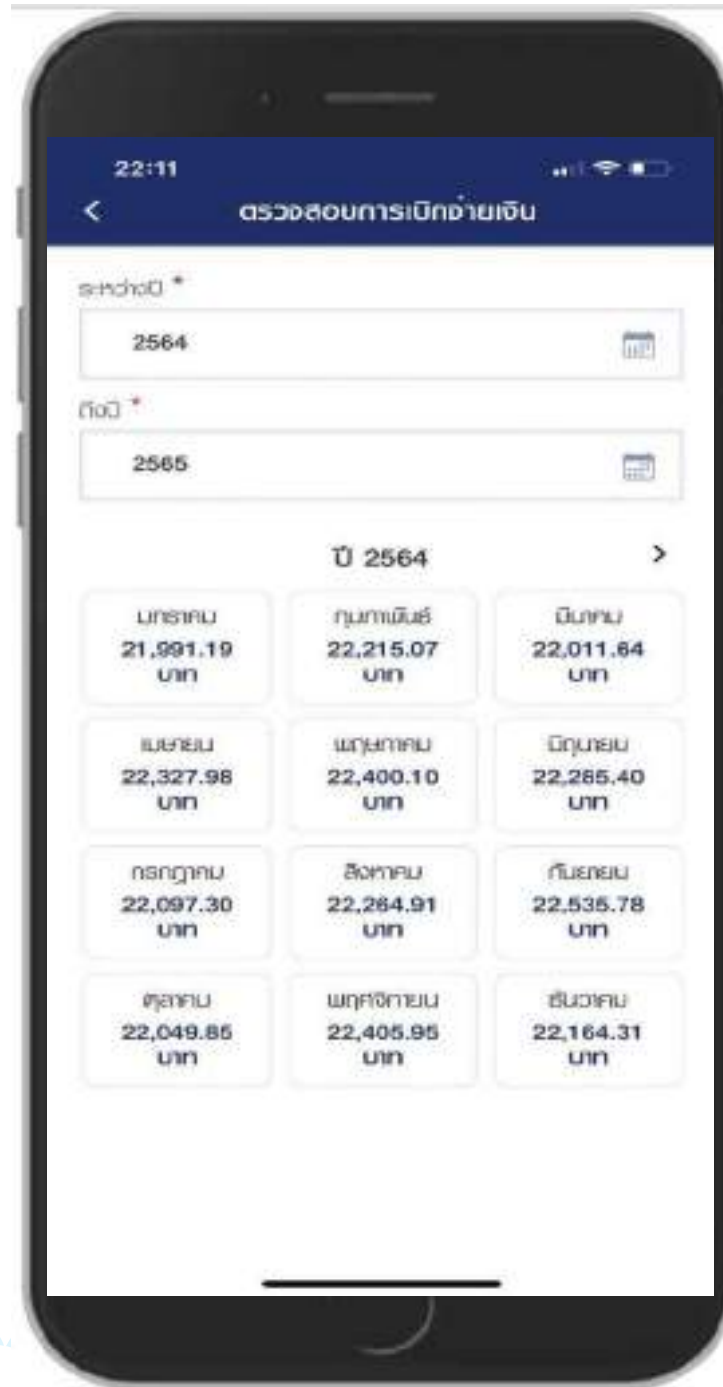 22:11
ตรวจสอบการเบิกจ่ายเงิน
ระหว่างปี *
2564
ถึงปี *
2565
ปี 2564
มกราคม กุมภาพันธ์ มีนาคม
21,991.19 22,215.07 22,011.64
บาท บาท บาท
เมษายน พฤษภาคม มิถุนายน
22,327.98 22,400.10 22,285.40
บาท บาท บาท
กรกฎาคม สิงหาคม กันยายน
22,097.30 22,264.91 22,535.78
บาท บาท บาท
ตุลาคม พฤศจิกายน ธันวาคม
22,049.85 22,405.95 22,164.31
บาท บาท บาท